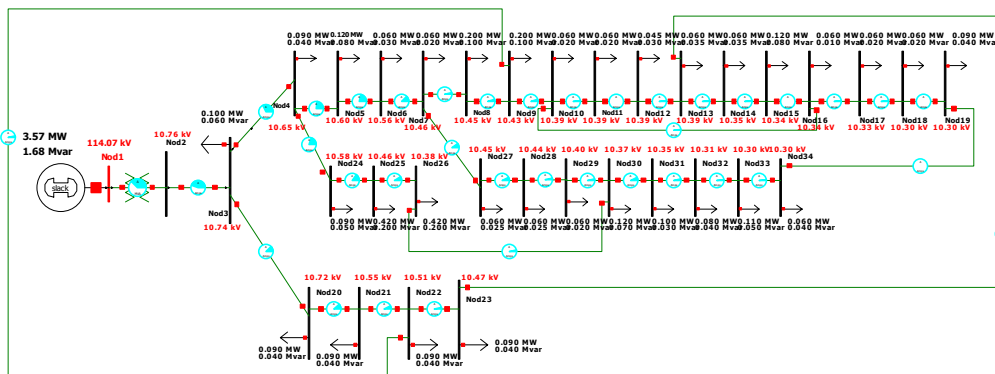 0.090 MW 0.120 MW 0.060 MW 0.060 MW 0.200 MW 0.200 MW 0.060 MW 0.060 MW 0.045 MW 0.060 MW 0.060 MW 0.120 MW 0.060 MW 0.060 MW 0.060 MW 0.090 MW
0.040 Mvar 0.080 Mvar 0.030 Mvar 0.020 Mvar 0.100 Mvar 0.100 Mvar 0.020 Mvar 0.020 Mvar 0.030 Mvar 0.035 Mvar 0.035 Mvar 0.080 Mvar 0.010 Mvar 0.020 Mvar 0.020 Mvar 0.040 Mvar
Nod4 Nod5 Nod6 Nod7 Nod8 Nod9 Nod10 Nod11 Nod12 Nod13 Nod14 Nod15 Nod16 Nod17 Nod18 Nod19
10.65 kV 10.60 kV 10.56 kV 10.46 kV 10.45 kV 10.43 kV 10.39 kV 10.39 kV 10.39 kV 10.39 kV 10.35 kV 10.34 kV 10.34 kV 10.33 kV 10.30 kV 10.30 kV
0.100 MW
0.060 Mvar
3.57 MW
1.68 Mvar
114.07 kV
Nod1
10.76 kV
Nod2
slack
Nod3
10.74 kV
10.58 kV 10.46 kV 10.38 kV
Nod24 Nod25 Nod26
0.090 MW 0.420 MW 0.420 MW
0.050 Mvar 0.200 Mvar 0.200 Mvar
10.45 kV 10.44 kV 10.40 kV 10.37 kV 10.35 kV 10.31 kV 10.30 kV 10.30 kV
Nod27 Nod28 Nod29 Nod30 Nod31 Nod32 Nod33 Nod34
0.060 MW 0.060 MW 0.060 MW 0.120 MW 0.100 MW 0.080 MW 0.110 MW 0.060 MW
0.025 Mvar 0.025 Mvar 0.020 Mvar 0.070 Mvar 0.030 Mvar 0.040 Mvar 0.050 Mvar 0.040 Mvar
10.72 kV 10.55 kV 10.51 kV 10.47 kV
Nod20 Nod21 Nod22 Nod23
0.090 MW
0.040 Mvar
0.090 MW
0.040 Mvar
0.090 MW
0.040 Mvar
0.090 MW
0.040 Mvar